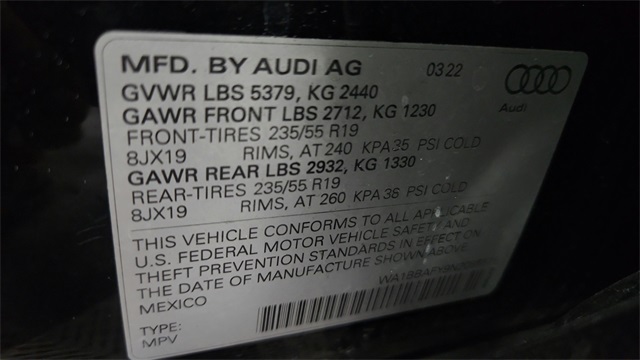 MFD. BY AUDI AG 03.22
Audi
GVWR LBS 5379, KG 2440
GAWR FRONT LBS 2712, KG 1230
FRONT-TIRES 235/55 R19
8JX19 RIMS, AT 240 KPA 35 PSI COLD
GAWR REAR LBS 2932, KG 1330
REAR-TIRES 235/55 R19
8JX19 RIMS, AT 260 KPA 38 PSI COLD
THIS VEHICLE CONFORMS TO ALL APPLICABLE
U.S. FEDERAL MOTOR VEHICLE SAFETY AND
THEFT PREVENTION STANDARDS IN EFFECT ON
THE DATE OF MANUFACTURE SHOWN ABOVE.
MEXICO
TYPE:
MPV